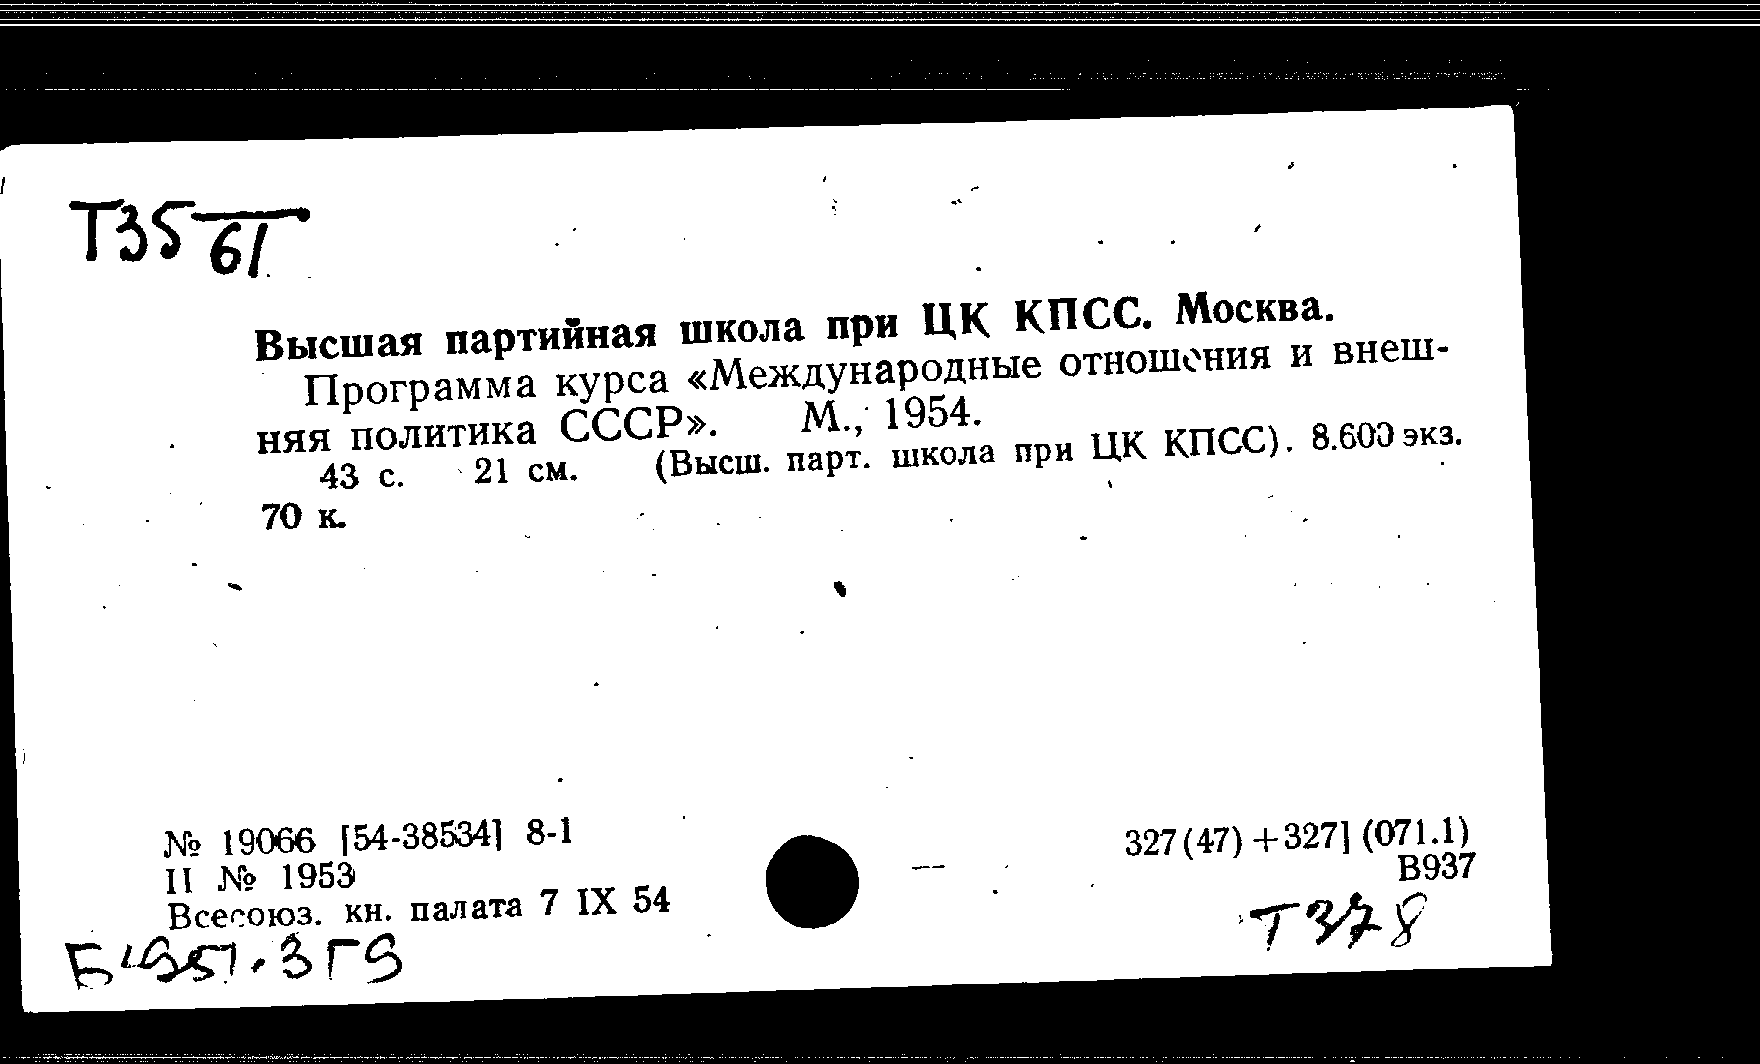 Т35 61
Высшая партийная школа при ЦК КПСС. Москва.
Программа курса «Международные отношения и внеш-
няя политика СССР». М., 1954.
43 с. 21 см. (Высш. парт. школа при ЦК КПСС). 8.600 экз.
70 к.
№ 19066 [54-38534] 8-1
327(47)+327] (071.1)
II № 1953
В937
Всесоюз. кн. палата 7 IX 54
Т378